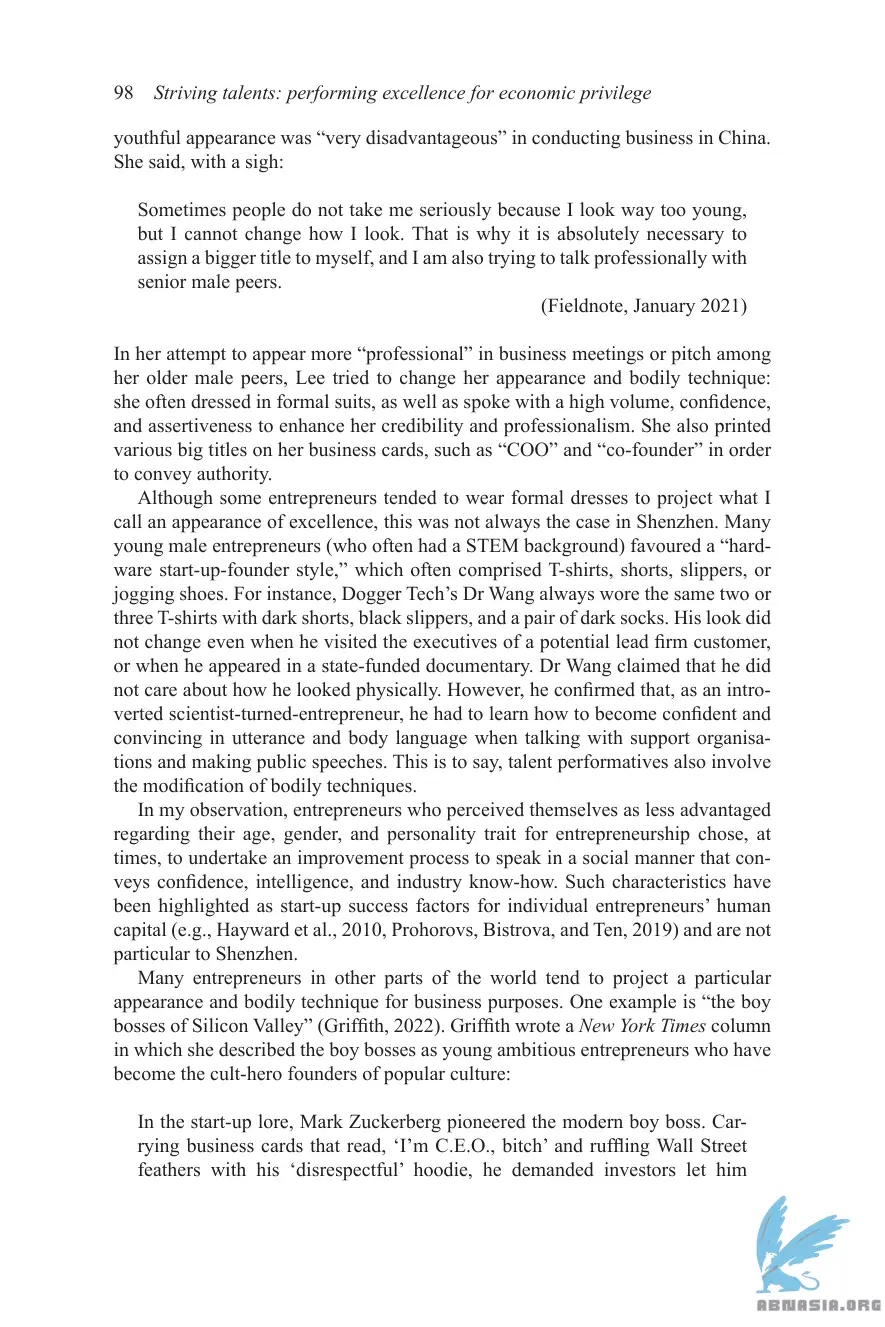 98 Striving talents: performing excellence for economic privilege
youthful appearance was “very disadvantageous” in conducting business in China.
She said, with a sigh:
Sometimes people do not take me seriously because I look way too young,
but I cannot change how I look. That is why it is absolutely necessary to
assign a bigger title to myself, and I am also trying to talk professionally with
senior male peers.
(Fieldnote, January 2021)
In her attempt to appear more “professional” in business meetings or pitch among
her older male peers, Lee tried to change her appearance and bodily technique:
she often dressed in formal suits, as well as spoke with a high volume, confidence,
and assertiveness to enhance her credibility and professionalism. She also printed
various big titles on her business cards, such as “COO” and “co-founder” in order
to convey authority.
Although some entrepreneurs tended to wear formal dresses to project what I
call an appearance of excellence, this was not always the case in Shenzhen. Many
young male entrepreneurs (who often had a STEM background) favoured a “hard-
ware start-up-founder style,” which often comprised T-shirts, shorts, slippers, or
jogging shoes. For instance, Dogger Tech’s Dr Wang always wore the same two or
three T-shirts with dark shorts, black slippers, and a pair of dark socks. His look did
not change even when he visited the executives of a potential lead firm customer,
or when he appeared in a state-funded documentary. Dr Wang claimed that he did
not care about how he looked physically. However, he confirmed that, as an intro-
verted scientist-turned-entrepreneur, he had to learn how to become confident and
convincing in utterance and body language when talking with support organisa-
tions and making public speeches. This is to say, talent performatives also involve
the modification of bodily techniques.
In my observation, entrepreneurs who perceived themselves as less advantaged
regarding their age, gender, and personality trait for entrepreneurship chose, at
times, to undertake an improvement process to speak in a social manner that con-
veys confidence, intelligence, and industry know-how. Such characteristics have
been highlighted as start-up success factors for individual entrepreneurs’ human
capital (e.g., Hayward et al., 2010, Prohorovs, Bistrova, and Ten, 2019) and are not
particular to Shenzhen.
Many entrepreneurs in other parts of the world tend to project a particular
appearance and bodily technique for business purposes. One example is “the boy
bosses of Silicon Valley” (Griffith, 2022). Griffith wrote a New York Times column
in which she described the boy bosses as young ambitious entrepreneurs who have
become the cult-hero founders of popular culture:
In the start-up lore, Mark Zuckerberg pioneered the modern boy boss. Car-
rying business cards that read, ‘I’m C.E.O., bitch’ and ruffling Wall Street
feathers with his ‘disrespectful’ hoodie, he demanded investors let him
ABNASIA.ORG